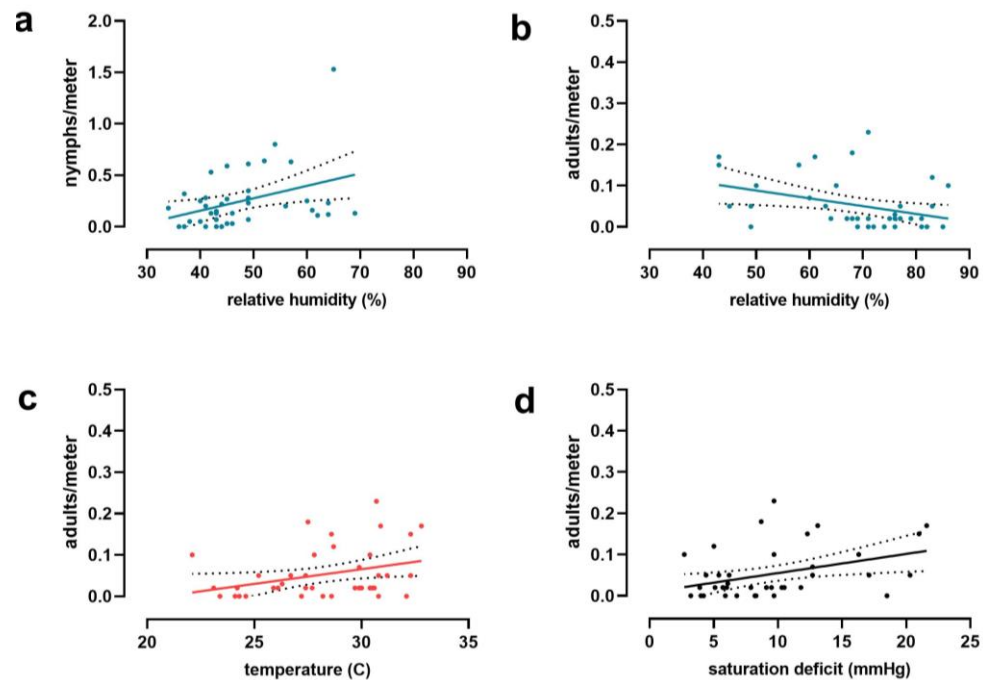 a
2.0
1.5
1.0
0.5
0.0
nymphs/meter
30 40 50 60 70 80 90
relative humidity (%)
b
0.5
0.4
0.3
0.2
0.1
0.0
adults/meter
30 40 50 60 70 80 90
relative humidity (%)
c
0.5
0.4
0.3
0.2
0.1
0.0
adults/meter
20 25 30 35
temperature (C)
d
0.5
0.4
0.3
0.2
0.1
0.0
adults/meter
0 5 10 15 20 25
saturation deficit (mmHg)